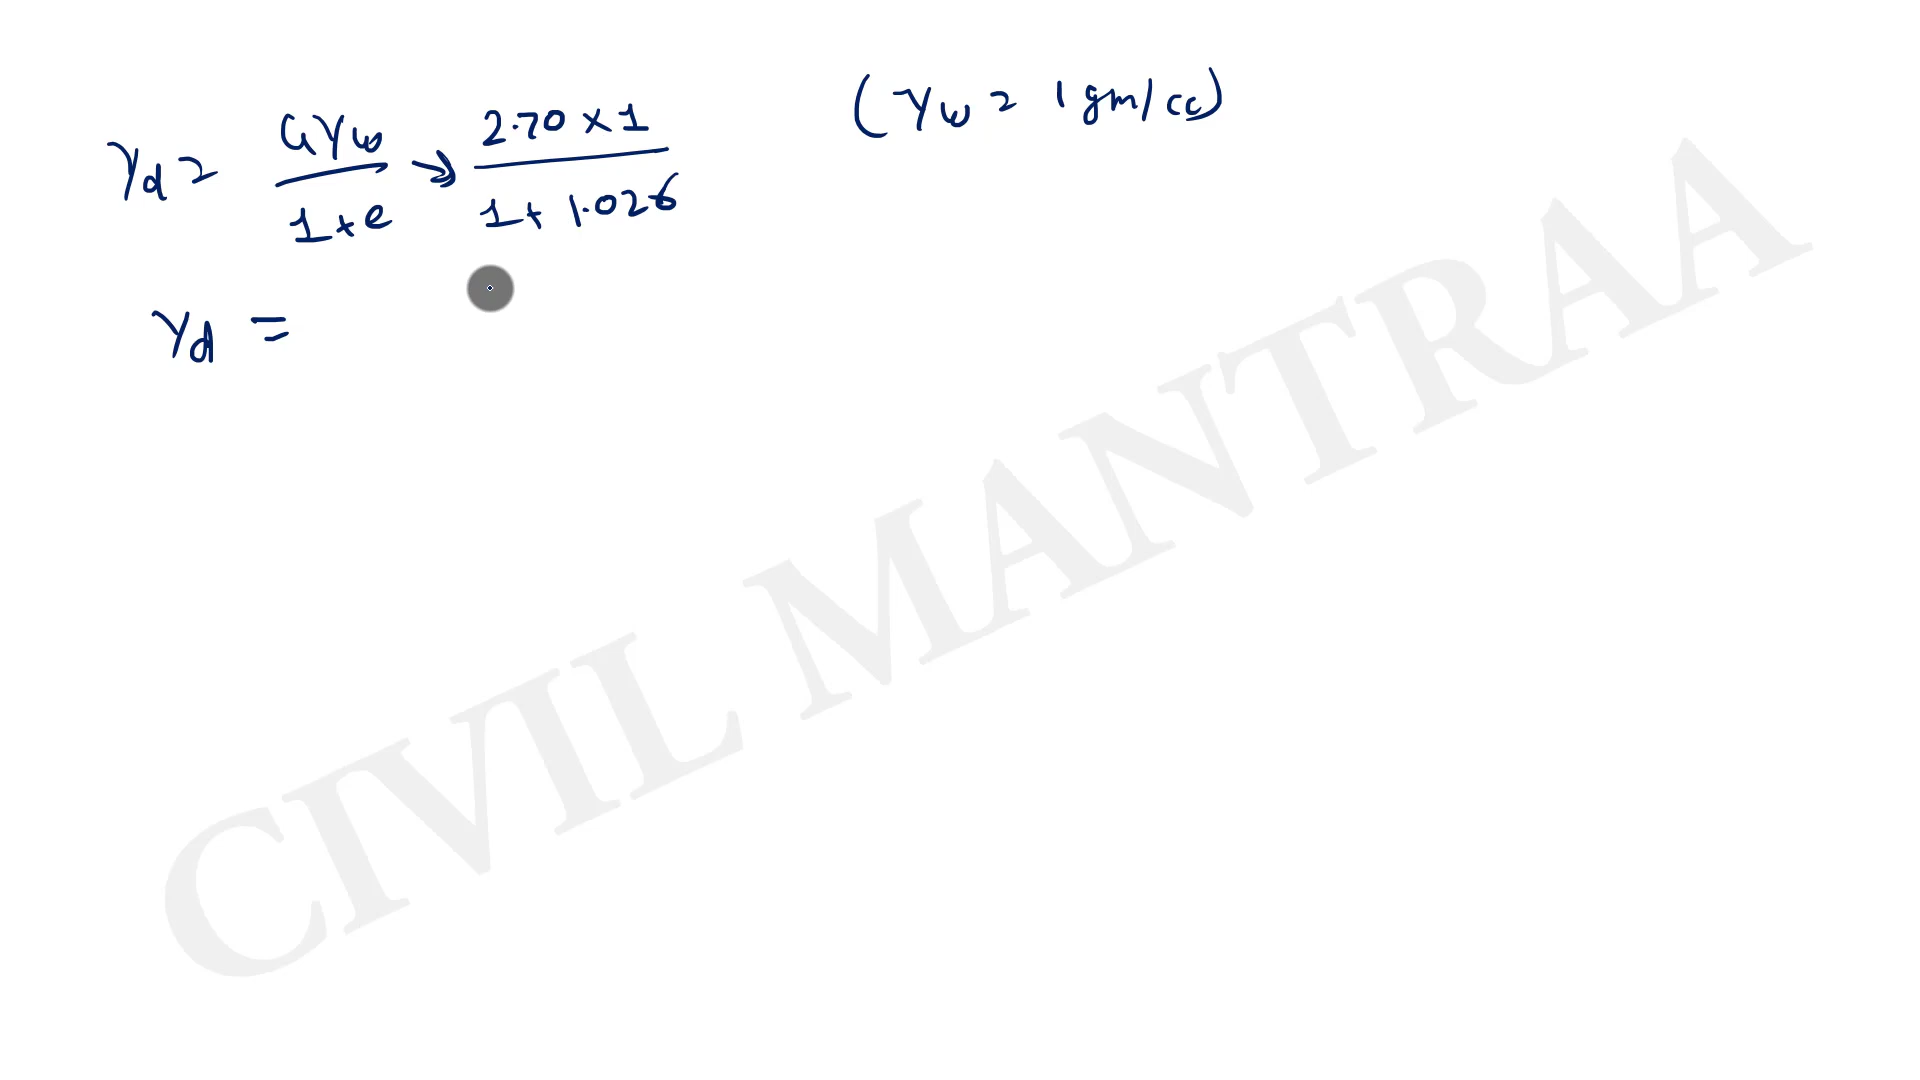 γd = Gγw / 1+e → 2.70 × 1 / 1 + 1.026 (γw = 1 gm/cc)
γd =
CIVIL MANTRAA